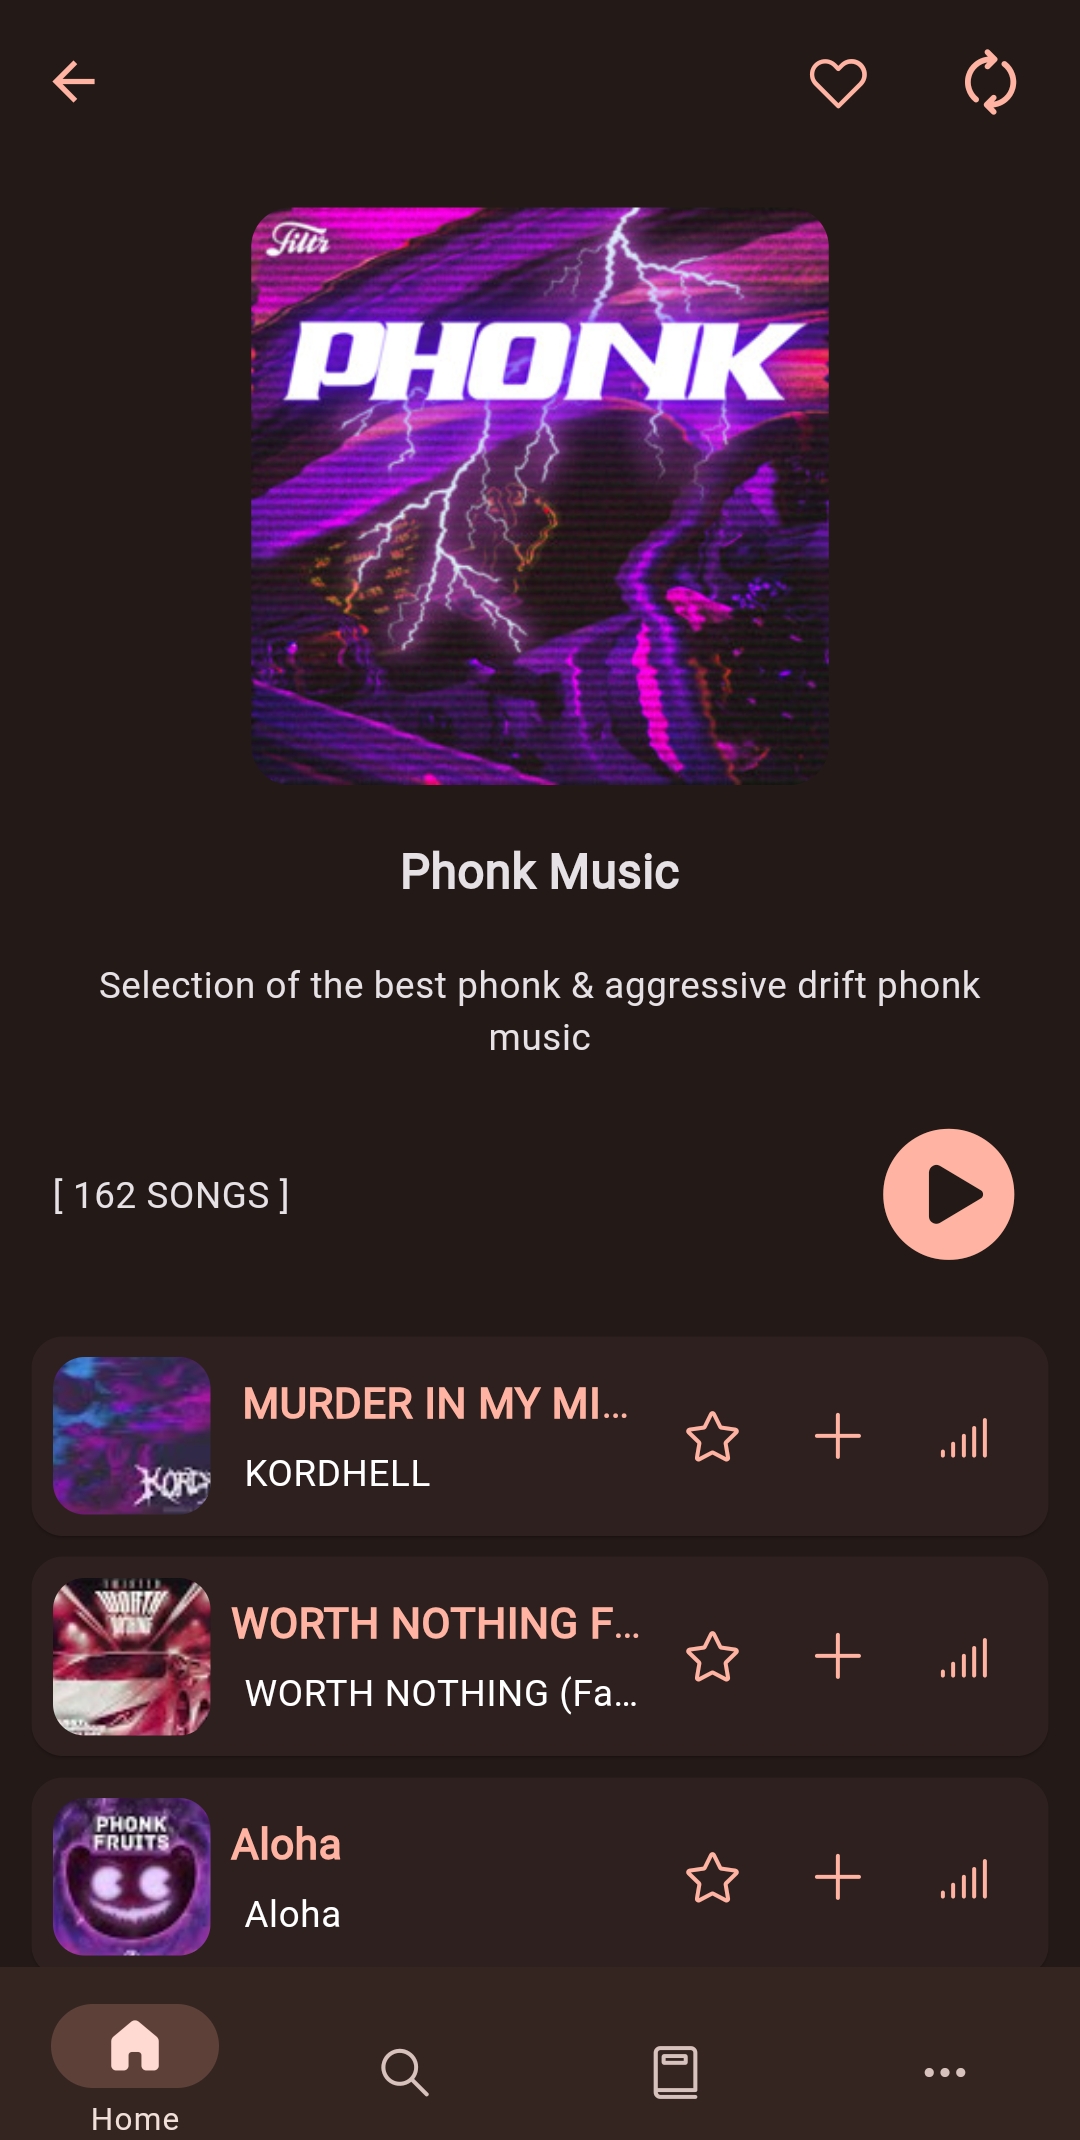 Filtr
PHONK
Phonk Music
Selection of the best phonk & aggressive drift phonk
music
[ 162 SONGS ]
MURDER IN MY MI...
KORDHELL
WORTH NOTHING F...
WORTH NOTHING (Fa...
PHONK
FRUITS
Aloha
Aloha
Home